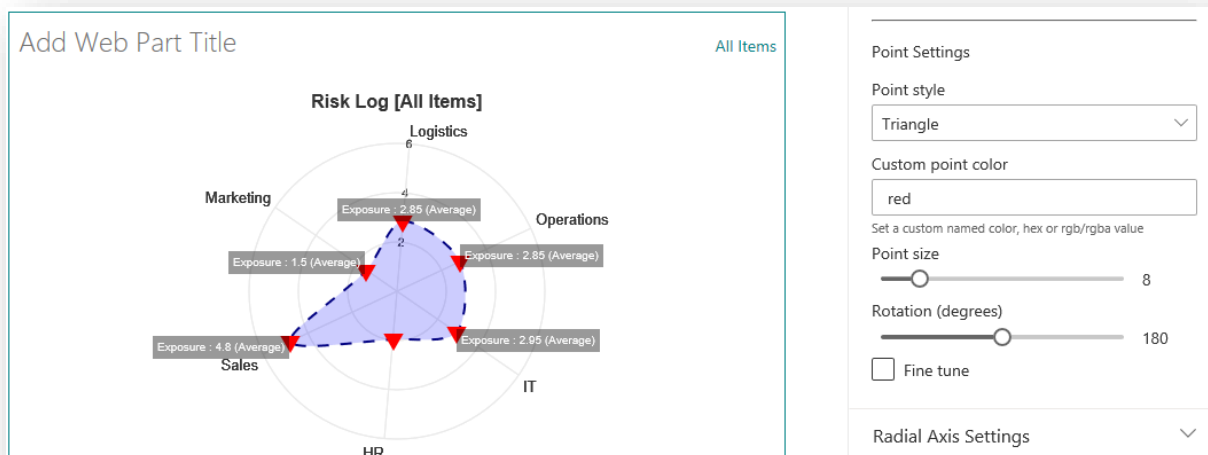 Add Web Part Title
All Items
Risk Log [All Items]
Logistics
6
Marketing
4
Exposure : 2.85 (Average)
Operations
2
Exposure : 2.85 (Average)
Exposure : 1.5 (Average)
Exposure : 2.95 (Average)
Exposure : 4.8 (Average)
Sales
IT
HR
Point Settings
Point style
Triangle
Custom point color
red
Set a custom named color, hex or rgb/rgba value
Point size
8
Rotation (degrees)
180
Fine tune
Radial Axis Settings